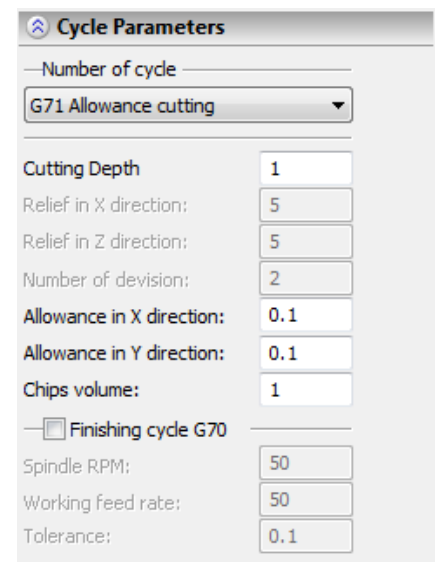 Cycle Parameters
Number of cycle
G71 Allowance cutting
Cutting Depth 1
Relief in X direction: 5
Relief in Z direction: 5
Number of devision: 2
Allowance in X direction: 0.1
Allowance in Y direction: 0.1
Chips volume: 1
Finishing cycle G70
Spindle RPM: 50
Working feed rate: 50
Tolerance: 0.1